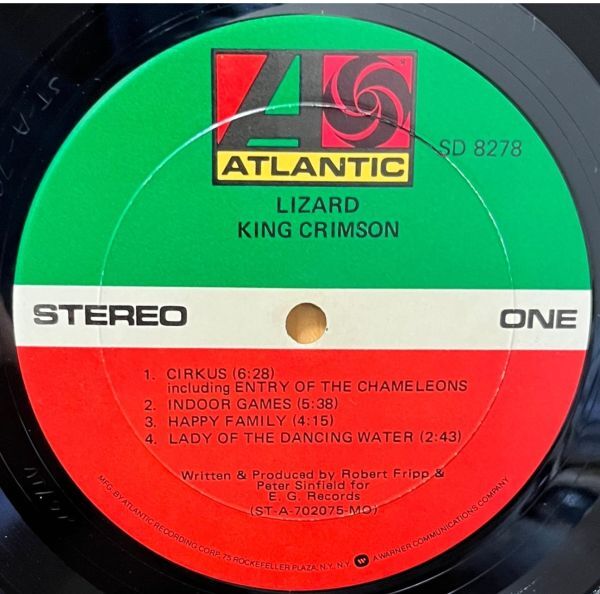 ATLANTIC
SD 8278
LIZARD
KING CRIMSON
STEREO
ONE
1. CIRKUS (6:28)
including ENTRY OF THE CHAMELEONS
2. INDOOR GAMES (5:38)
3. HAPPY FAMILY (4:15)
4. LADY OF THE DANCING WATER (2:43)
Written & Produced by Robert Fripp &
Peter Sinfield for
E. G. Records
(ST-A-702075-MO)
MFG. BY ATLANTIC RECORDING CORP., 75 ROCKEFELLER PLAZA, N.Y., N.Y. A WARNER COMMUNICATIONS COMPANY
ST-A-70